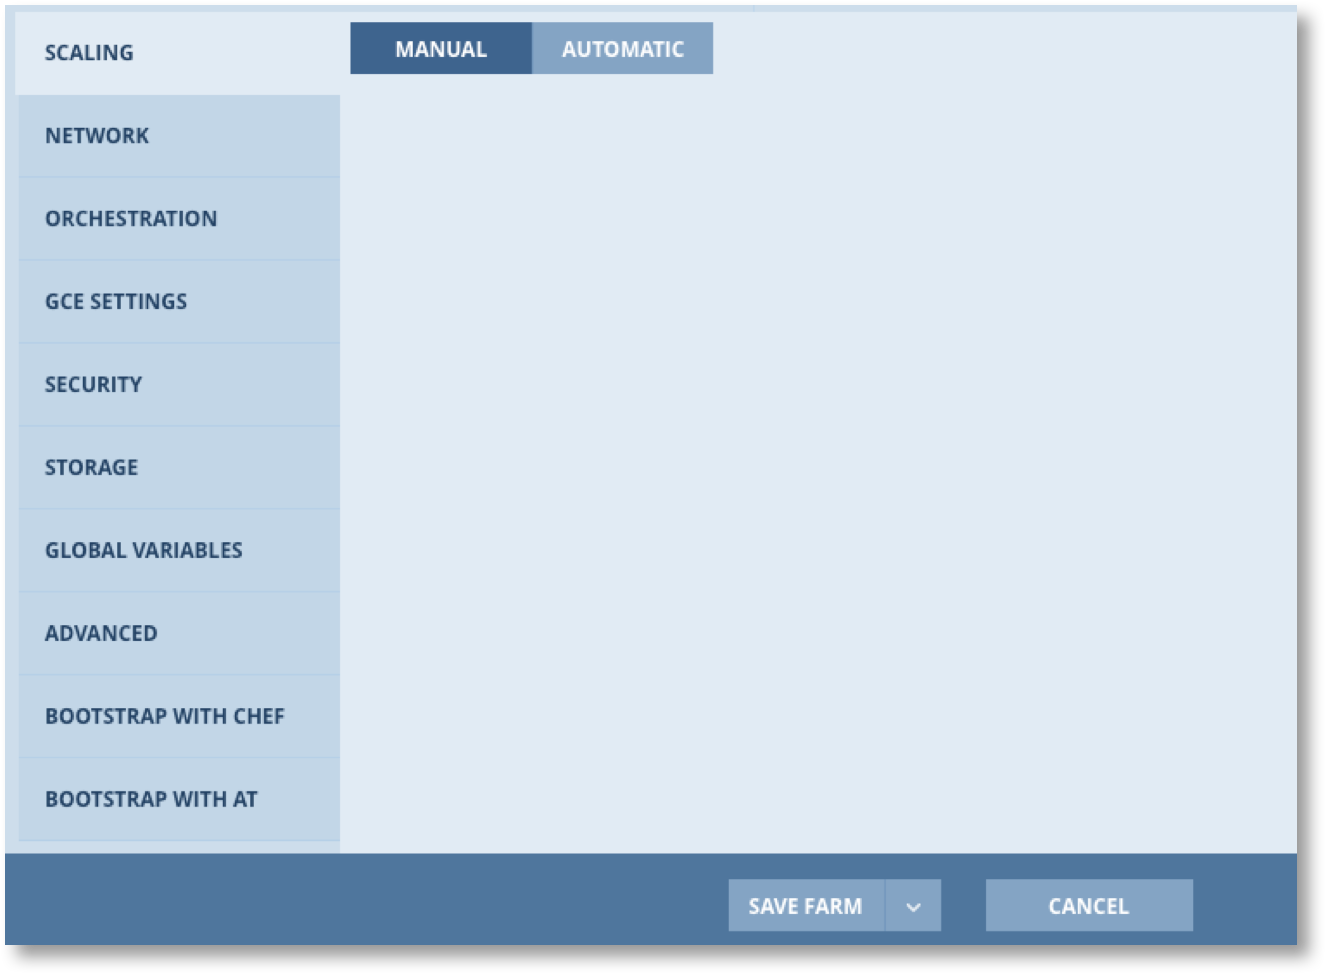 SCALING
MANUAL AUTOMATIC
NETWORK
ORCHESTRATION
GCE SETTINGS
SECURITY
STORAGE
GLOBAL VARIABLES
ADVANCED
BOOTSTRAP WITH CHEF
BOOTSTRAP WITH AT
SAVE FARM CANCEL